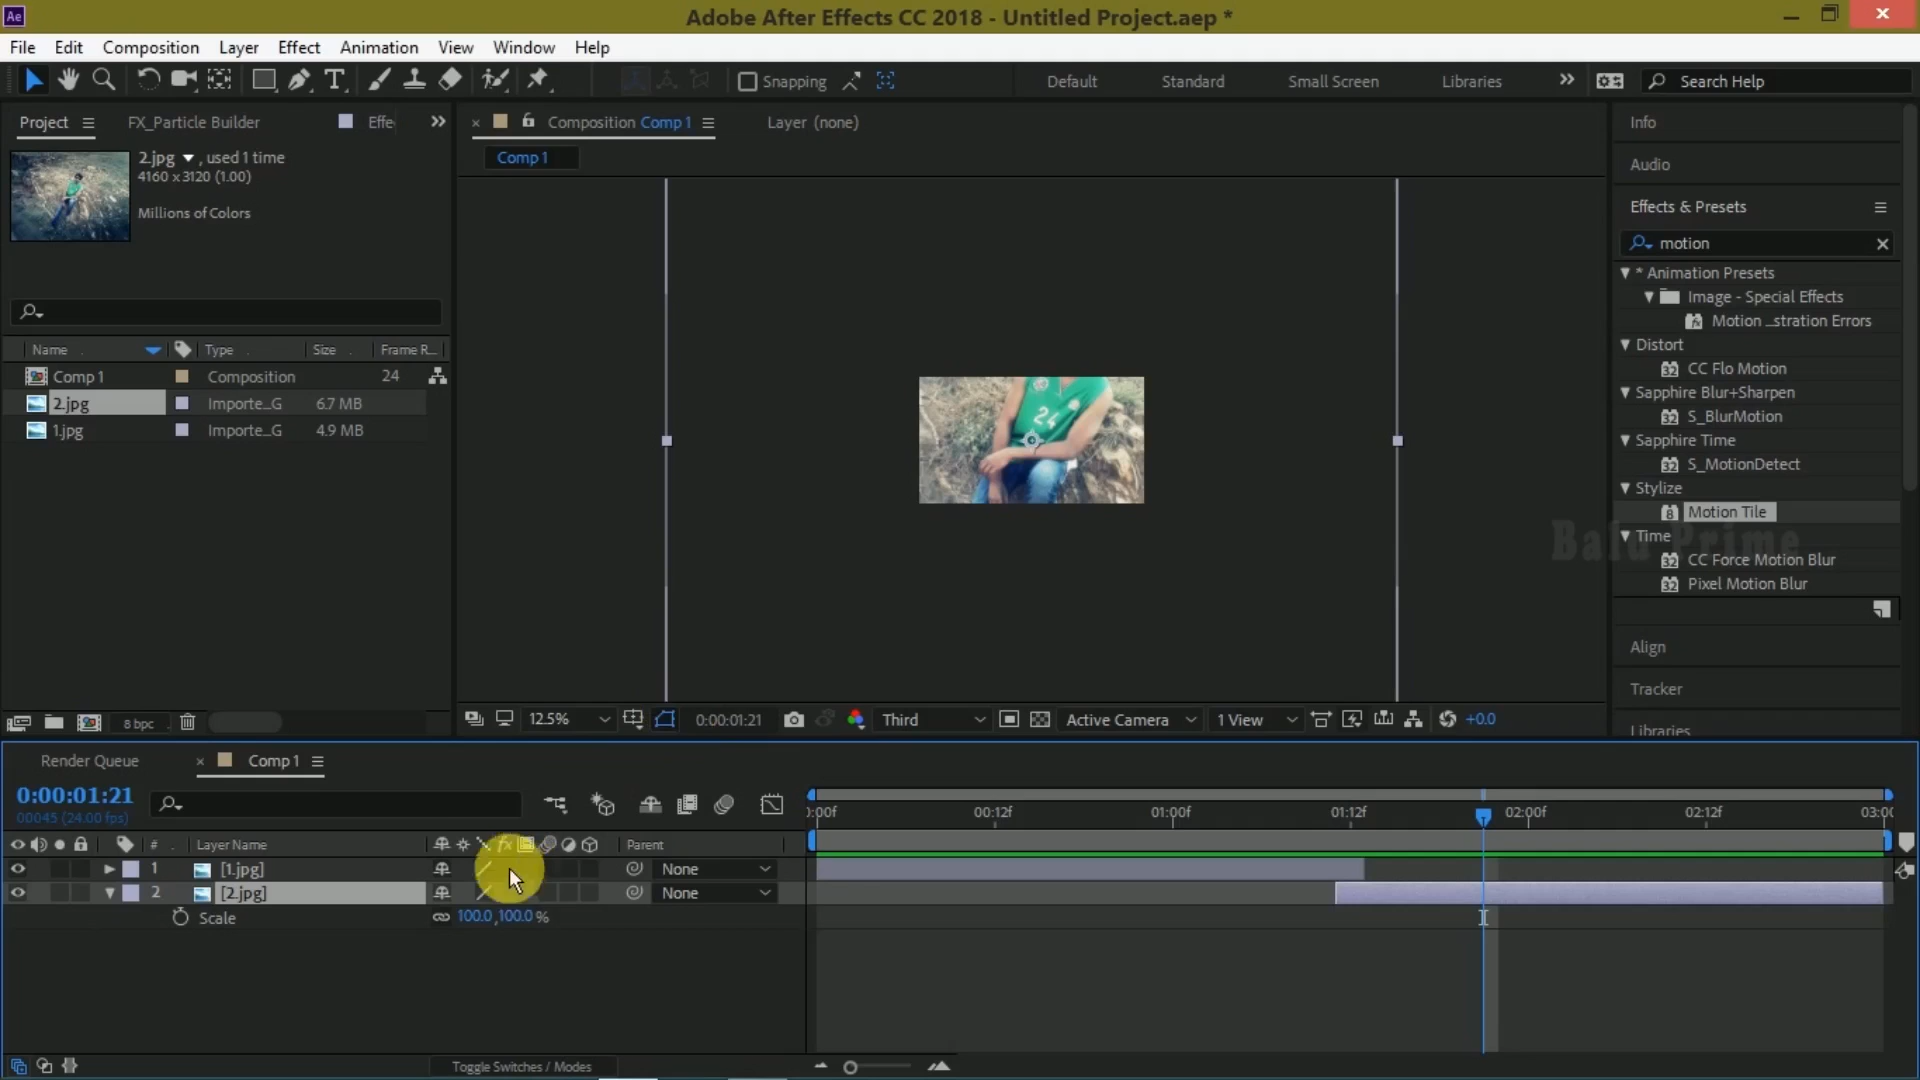 Ae
Adobe After Effects CC 2018 - Untitled Project.aep *
File Edit Composition Layer Effect Animation View Window Help
Snapping
Default
Standard
Small Screen
Libraries
Search Help
Project
FX_Particle Builder
Effe
2.jpg , used 1 time
4160 x 3120 (1.00)
Millions of Colors
Name Type Size Frame R...
Comp 1 Composition 24
2.jpg Importe_G 6.7 MB
1.jpg Importe_G 4.9 MB
8 bpc
Composition Comp 1
Layer (none)
Comp 1
24
12.5%
0:00:01:21
Third
Active Camera
1 View
+0.0
Info
Audio
Effects & Presets
motion
* Animation Presets
Image - Special Effects
Motion ...stration Errors
Distort
CC Flo Motion
Sapphire Blur+Sharpen
S_BlurMotion
Sapphire Time
S_MotionDetect
Stylize
Motion Tile
Balu Prime
Time
CC Force Motion Blur
Pixel Motion Blur
Align
Tracker
Libraries
Render Queue
Comp 1
0:00:01:21
00045 (24.00 fps)
:00f 00:12f 01:00f 01:12f 02:00f 02:12f 03:00
# Layer Name Parent
1 [1.jpg] None
2 [2.jpg] None
Scale 100.0,100.0 %
Toggle Switches / Modes